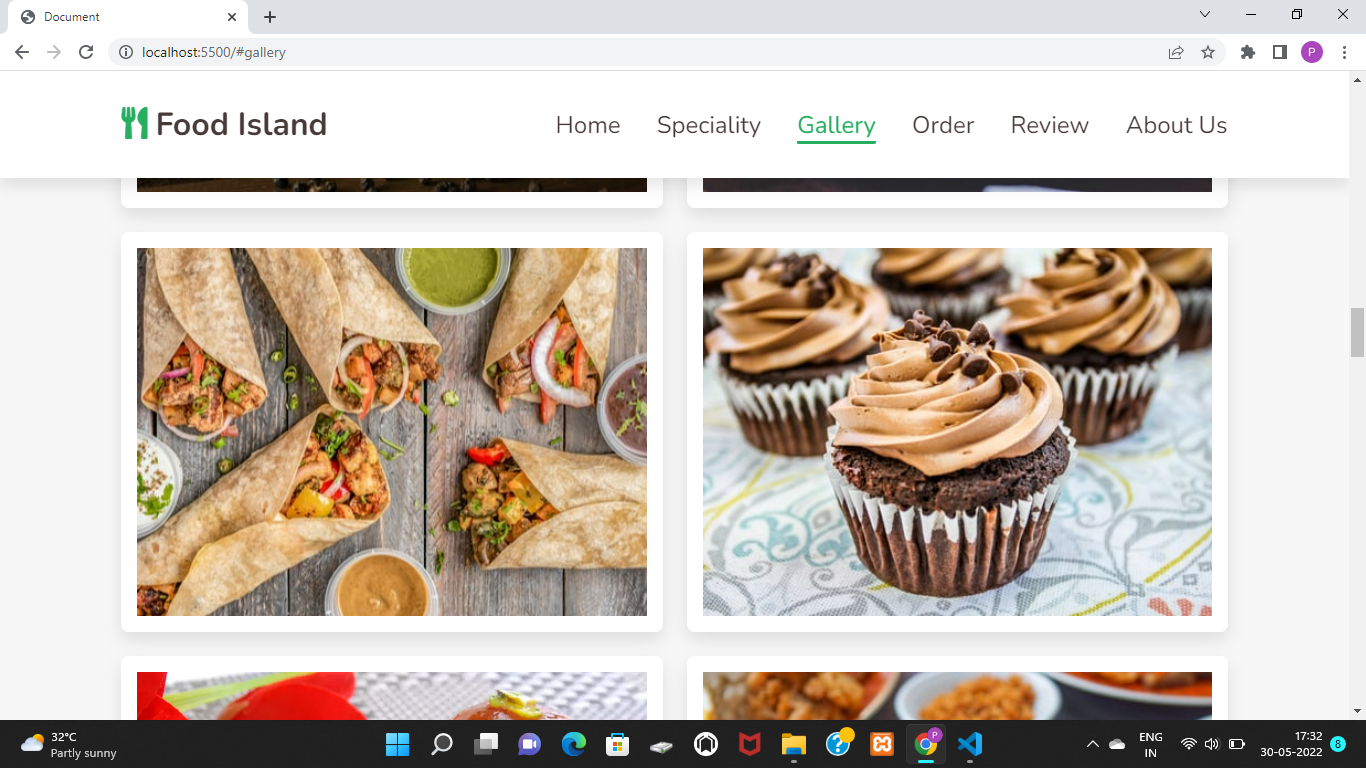 Document
localhost:5500/#gallery
P
Food Island
Home Speciality Gallery Order Review About Us
32°C
Partly sunny
P
ENG
IN
17:32
30-05-2022
8